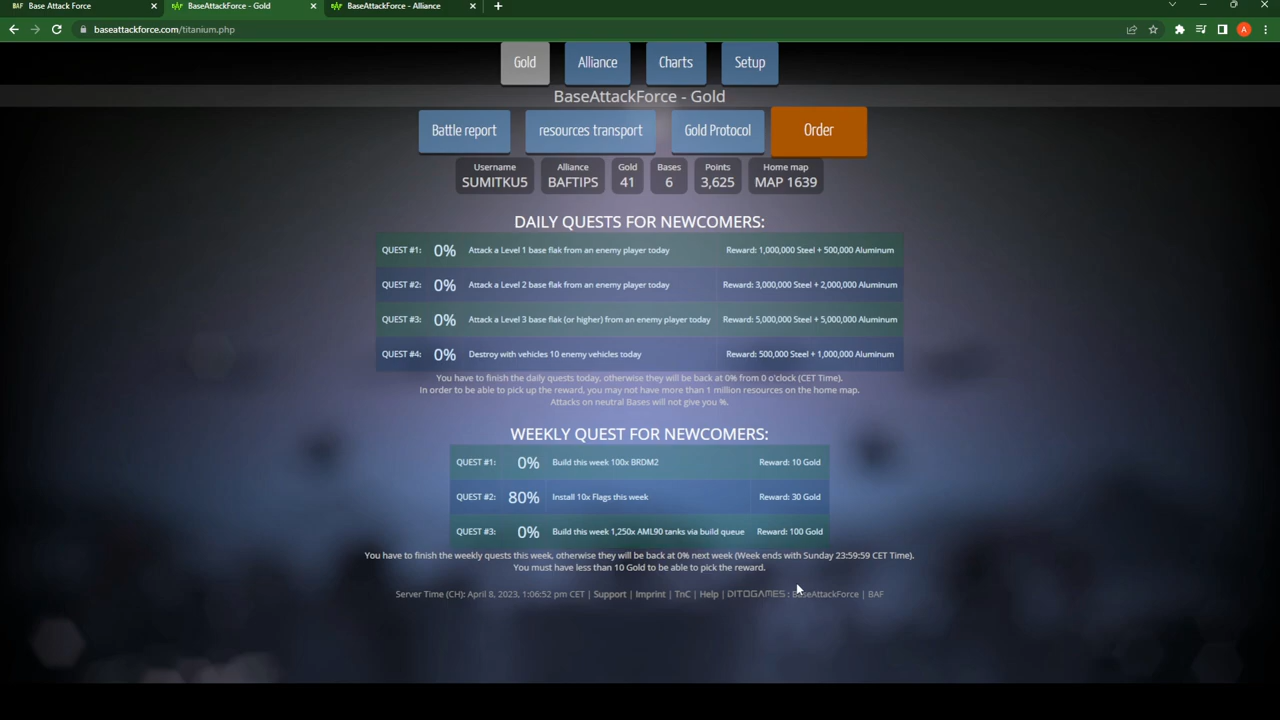 Base Attack Force
BaseAttackForce - Gold
BaseAttackForce - Alliance
baseattackforce.com/titanium.php
A
Gold
Alliance
Charts
Setup
BaseAttackForce - Gold
Battle report
resources transport
Gold Protocol
Order
Username
SUMITKU5
Alliance
BAFTIPS
Gold
41
Bases
6
Points
3,625
Home map
MAP 1639
DAILY QUESTS FOR NEWCOMERS:
QUEST #1: 0% Attack a Level 1 base flak from an enemy player today Reward: 1,000,000 Steel + 500,000 Aluminum
QUEST #2: 0% Attack a Level 2 base flak from an enemy player today Reward: 3,000,000 Steel + 2,000,000 Aluminum
QUEST #3: 0% Attack a Level 3 base flak (or higher) from an enemy player today Reward: 5,000,000 Steel + 5,000,000 Aluminum
QUEST #4: 0% Destroy with vehicles 10 enemy vehicles today Reward: 500,000 Steel + 1,000,000 Aluminum
You have to finish the daily quests today, otherwise they will be back at 0% from 0 o'clock (CET Time).
In order to be able to pick up the reward, you may not have more than 1 million resources on the home map.
Attacks on neutral Bases will not give you %.
WEEKLY QUEST FOR NEWCOMERS:
QUEST #1: 0% Build this week 100x BRDM2 Reward: 10 Gold
QUEST #2: 80% Install 10x Flags this week Reward: 30 Gold
QUEST #3: 0% Build this week 1,250x AML90 tanks via build queue Reward: 100 Gold
You have to finish the weekly quests this week, otherwise they will be back at 0% next week (Week ends with Sunday 23:59:59 CET Time).
You must have less than 10 Gold to be able to pick the reward.
Server Time (CH): April 8, 2023, 1:06:52 pm CET | Support | Imprint | TnC | Help | DITOGAMES : BaseAttackForce | BAF